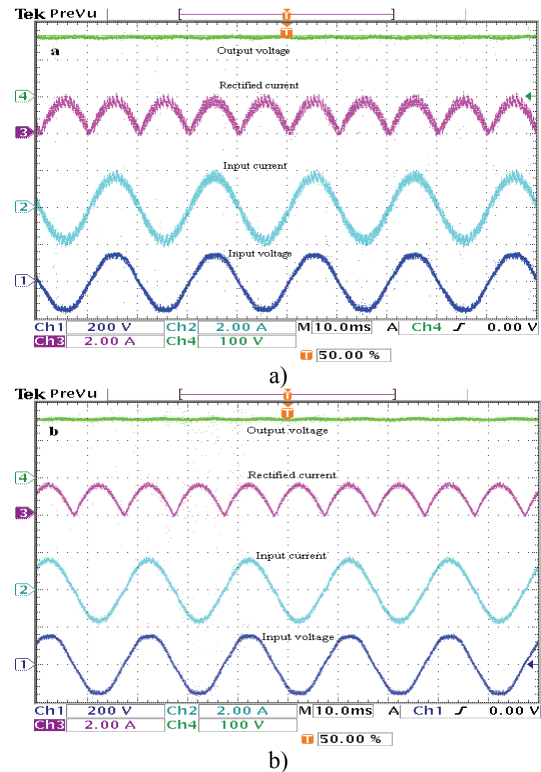 Tek PreVu
T
T
a
Output voltage
4
Rectified current
3
Input current
2
Input voltage
1
Ch1 200 V Ch2 2.00 A M 10.0ms A Ch4 ƒ 0.00 V
Ch3 2.00 A Ch4 100 V
T 50.00 %
a)
Tek PreVu
T
T
b
Output voltage
4
Rectified current
3
Input current
2
Input voltage
1
Ch1 200 V Ch2 2.00 A M 10.0ms A Ch1 ƒ 0.00 V
Ch3 2.00 A Ch4 100 V
T 50.00 %
b)